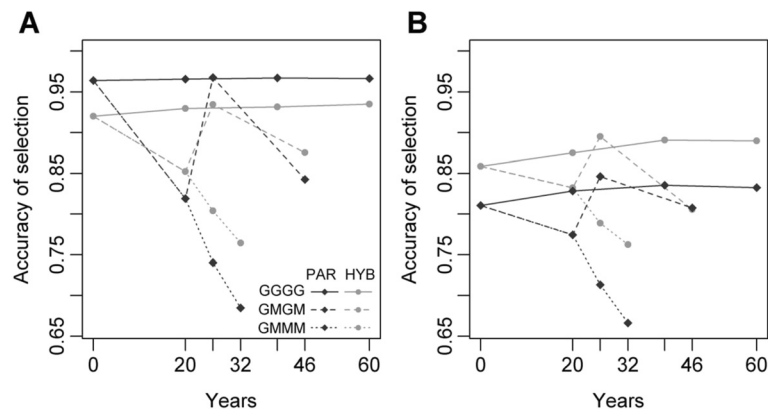 A
B
Accuracy of selection
0.95
0.85
0.75
0.65
PAR HYB
GGGG
GMGM
GMMM
0 20 32 46 60
Years
Accuracy of selection
0.95
0.85
0.75
0.65
0 20 32 46 60
Years